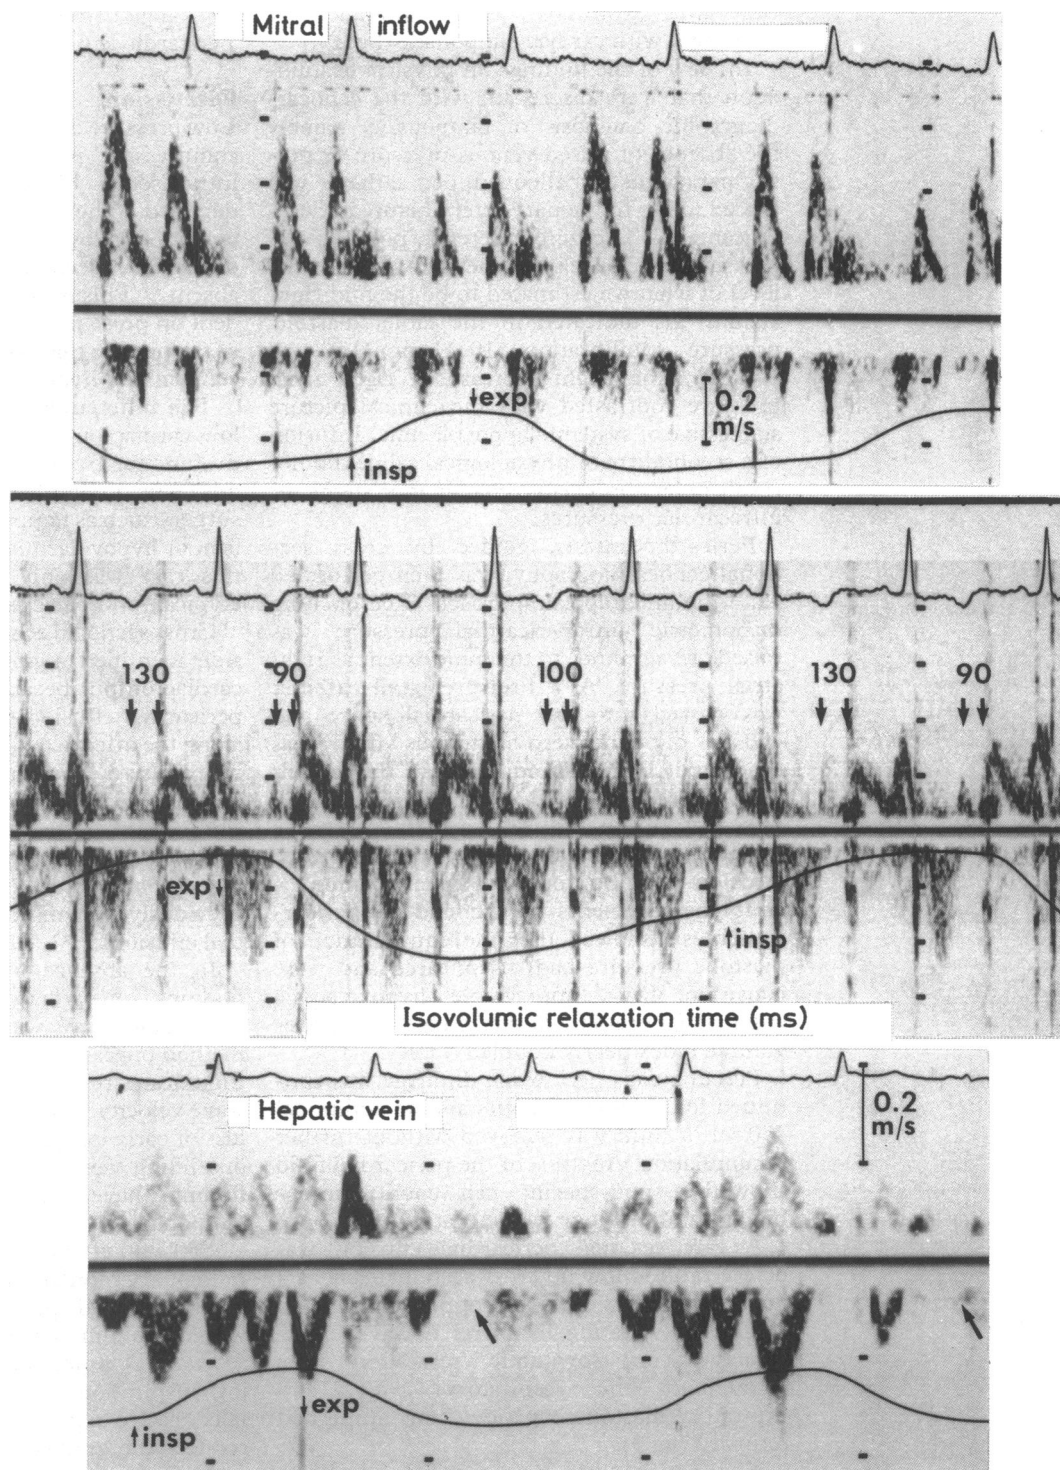 Mitral inflow
↓exp
0.2
m/s
↑insp
130 90 100 130 90
exp↓
↑insp
Isovolumic relaxation time (ms)
Hepatic vein
0.2
m/s
↓exp
↑insp